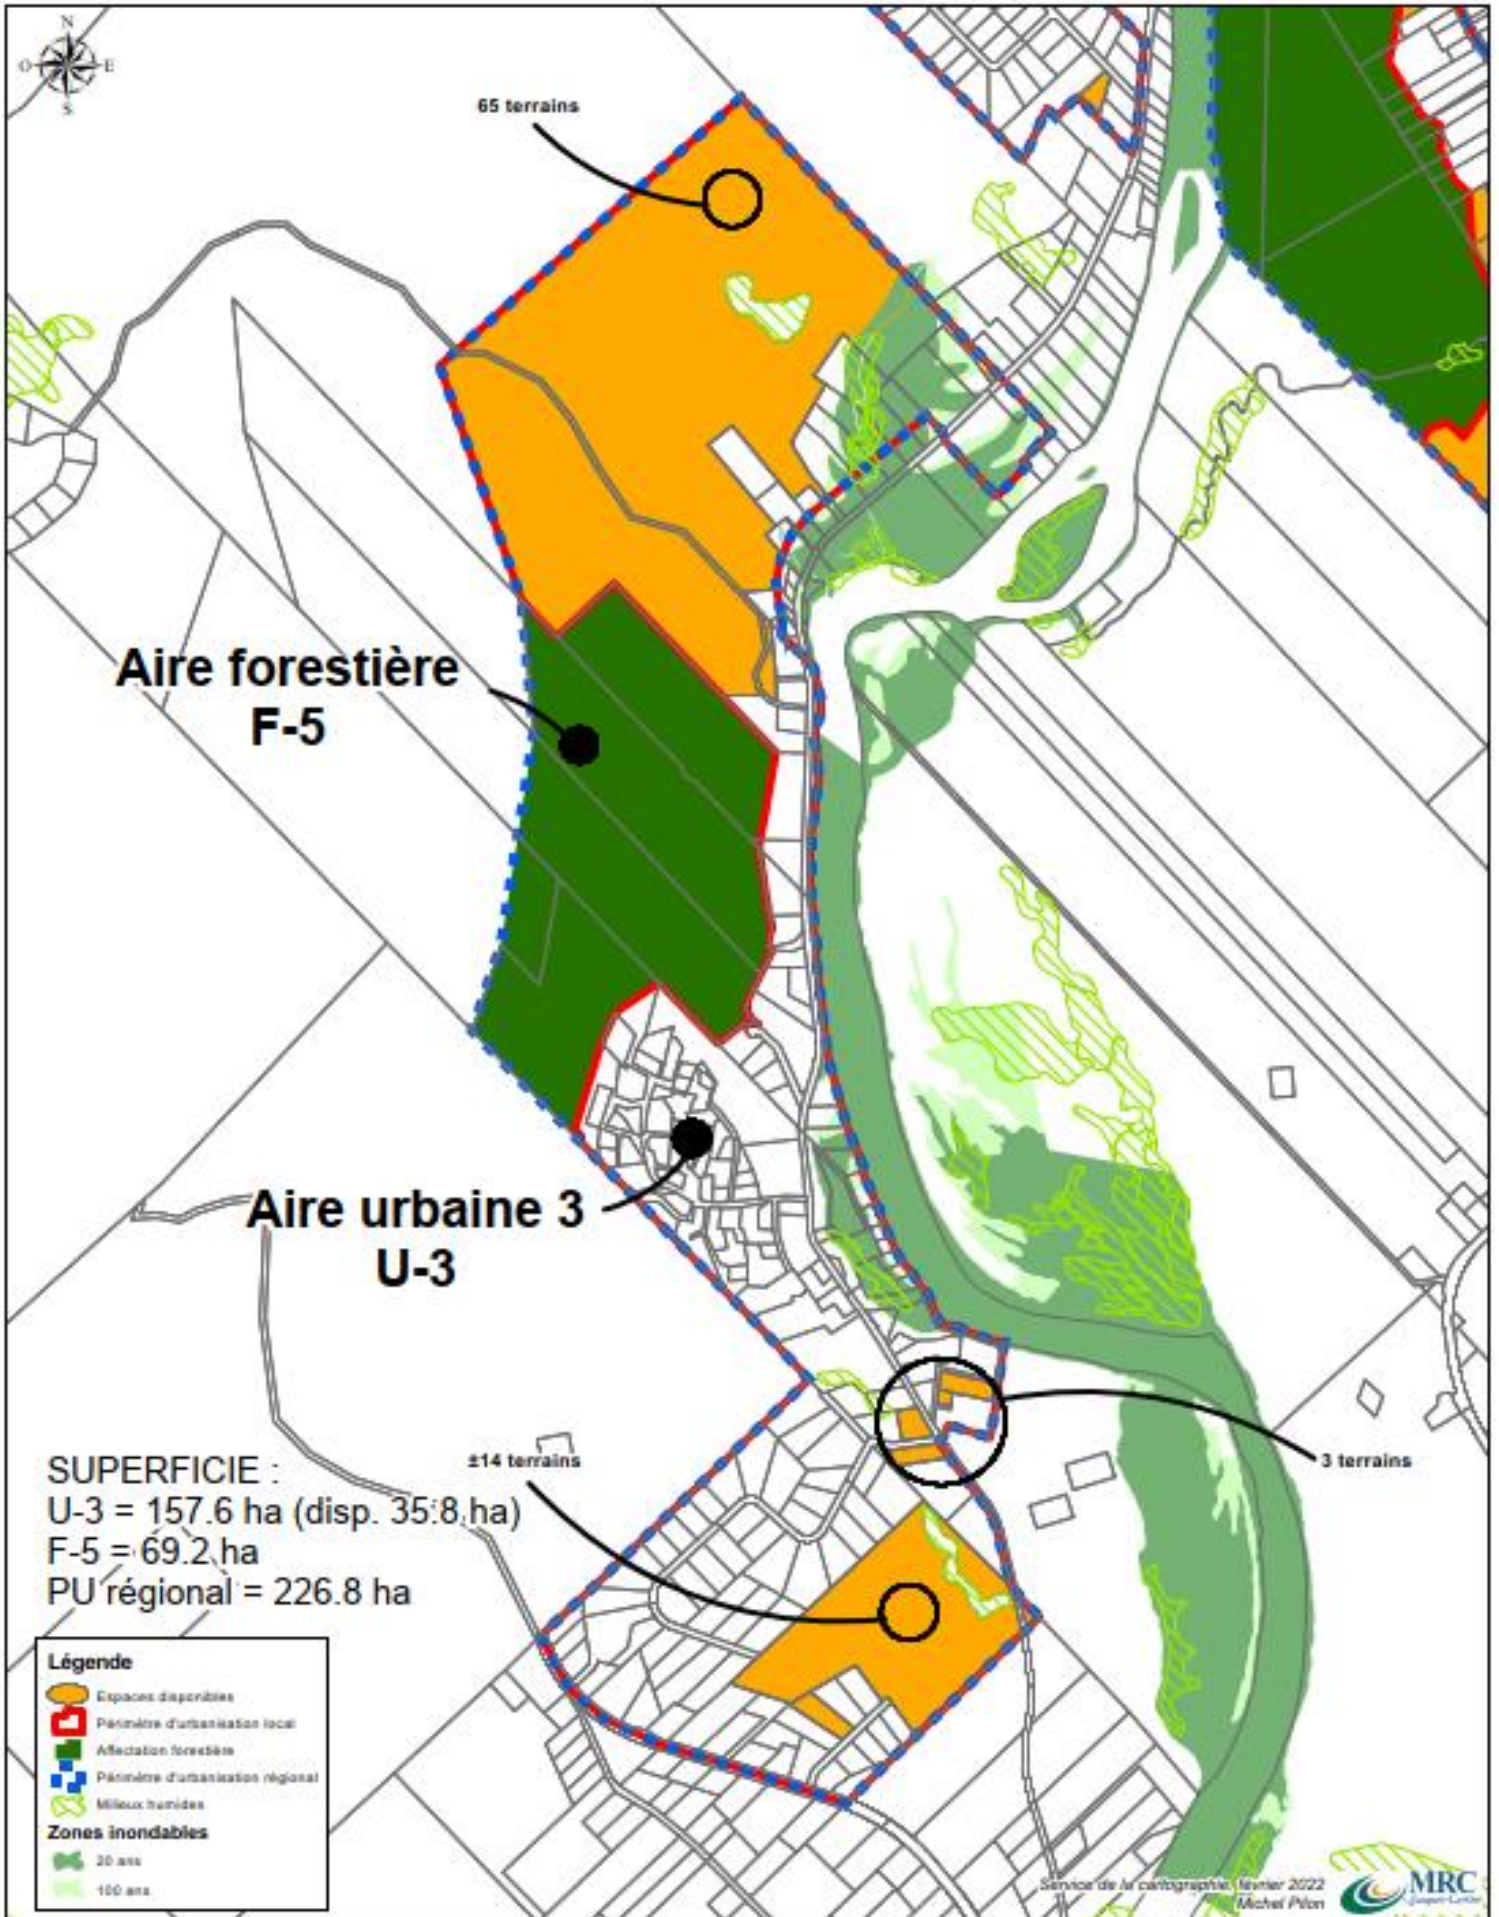 N
O
E
S
65 terrains
Aire forestière
F-5
Aire urbaine 3
U-3
SUPERFICIE :
U-3 = 157.6 ha (disp. 35.8 ha)
F-5 = 69.2 ha
PU régional = 226.8 ha
±14 terrains
3 terrains
Légende
Espaces disponibles
Périmètre d'urbanisation local
Affectation forestière
Périmètre d'urbanisation régional
Milieux humides
Zones inondables
20 ans
100 ans
Service de la cartographie, février 2022
Michel Pilon
MRC
Jacques-Cartier